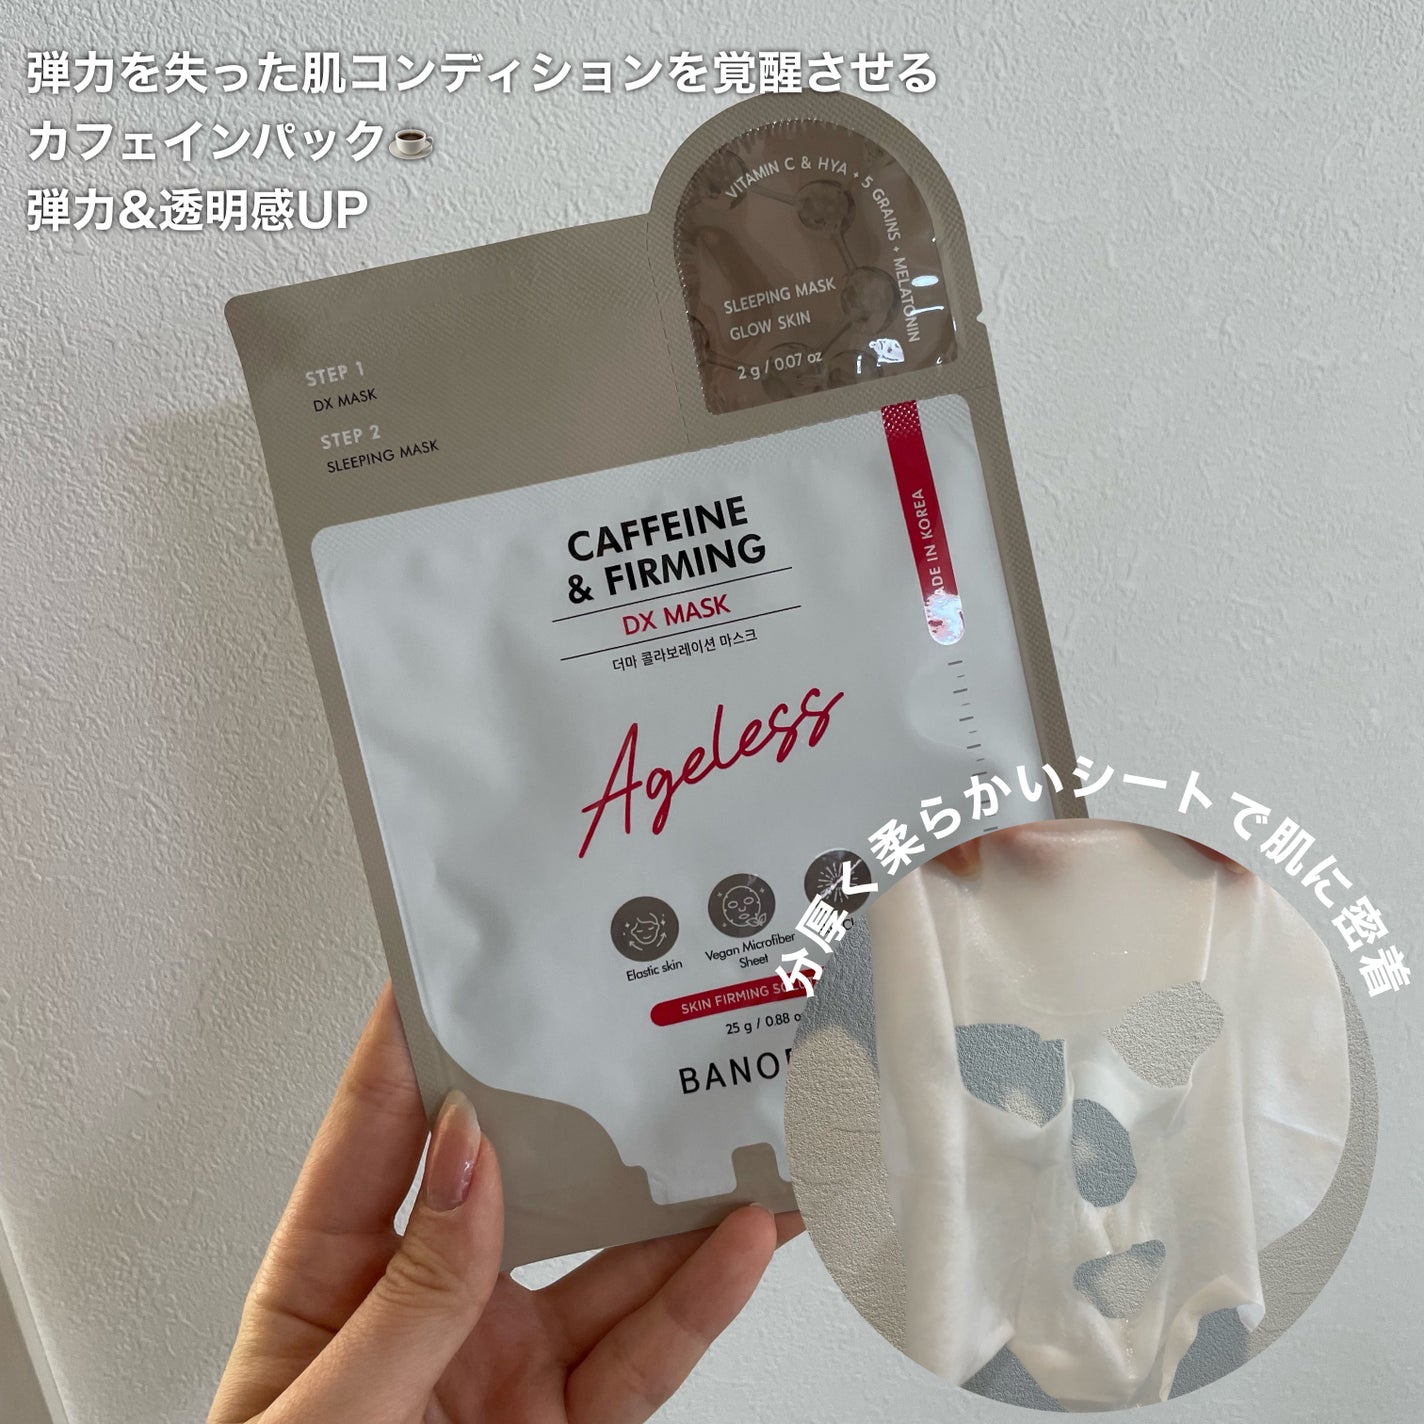 弾力を失った肌コンディションを覚醒させる
カフェインパック☕
弾力&透明感UP
VITAMIN C & HYA + 5 GRAINS + MELATONIN
SLEEPING MASK
GLOW SKIN
2 g / 0.07 oz
STEP 1
DX MASK
STEP 2
SLEEPING MASK
CAFFEINE
& FIRMING
DX MASK
더마 콜라보레이션 마스크
ADE IN KOREA
Ageless
Elastic skin
Vegan Microfiber
Sheet
SKIN FIRMING
25 g / 0.88
分厚く柔らかいシートで肌に密着